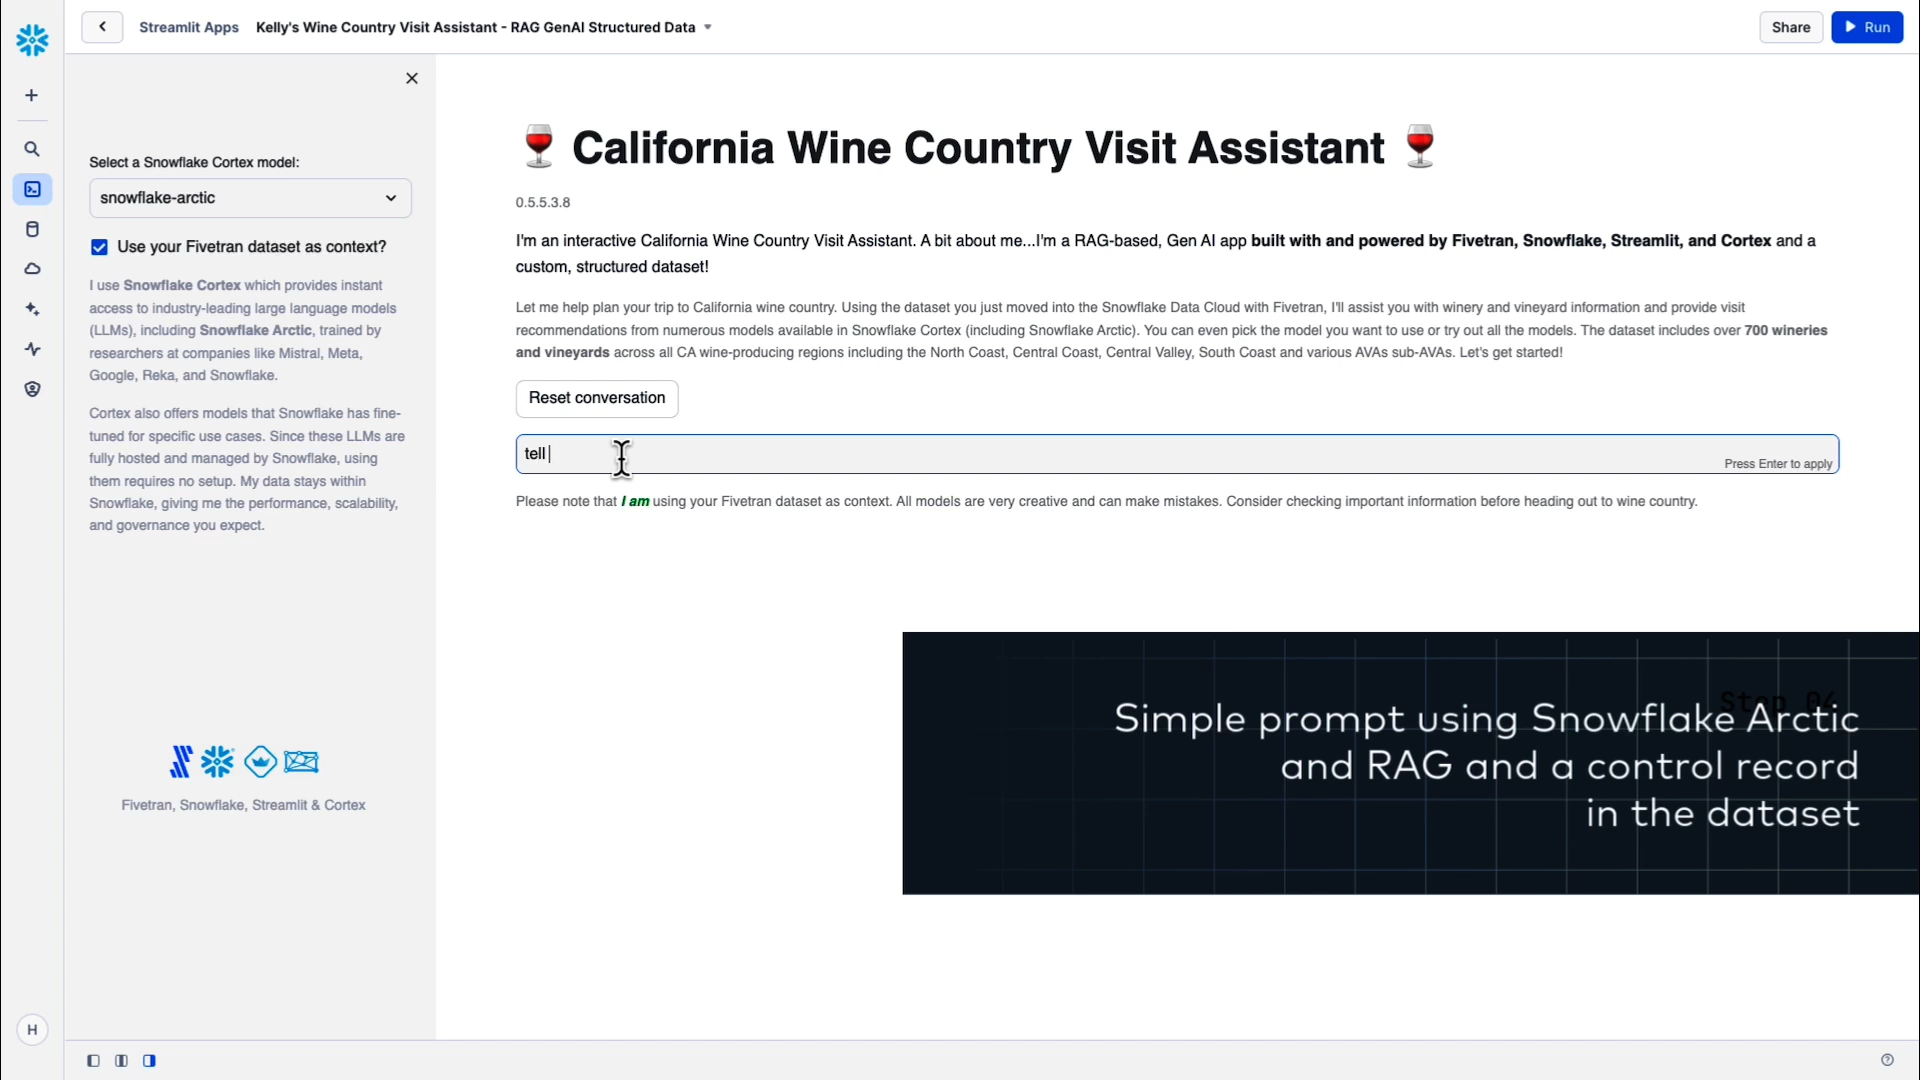 Streamlit Apps Kelly's Wine Country Visit Assistant - RAG GenAI Structured Data
Share
Run
Select a Snowflake Cortex model:
snowflake-arctic
Use your Fivetran dataset as context?
I use Snowflake Cortex which provides instant
access to industry-leading large language models
(LLMs), including Snowflake Arctic, trained by
researchers at companies like Mistral, Meta,
Google, Reka, and Snowflake.
Cortex also offers models that Snowflake has fine-
tuned for specific use cases. Since these LLMs are
fully hosted and managed by Snowflake, using
them requires no setup. My data stays within
Snowflake, giving me the performance, scalability,
and governance you expect.
Fivetran, Snowflake, Streamlit & Cortex
H
California Wine Country Visit Assistant
0.5.5.3.8
I'm an interactive California Wine Country Visit Assistant. A bit about me...I'm a RAG-based, Gen AI app built with and powered by Fivetran, Snowflake, Streamlit, and Cortex and a
custom, structured dataset!
Let me help plan your trip to California wine country. Using the dataset you just moved into the Snowflake Data Cloud with Fivetran, I'll assist you with winery and vineyard information and provide visit
recommendations from numerous models available in Snowflake Cortex (including Snowflake Arctic). You can even pick the model you want to use or try out all the models. The dataset includes over 700 wineries
and vineyards across all CA wine-producing regions including the North Coast, Central Coast, Central Valley, South Coast and various AVAs sub-AVAs. Let's get started!
Reset conversation
tell
Press Enter to apply
Please note that I am using your Fivetran dataset as context. All models are very creative and can make mistakes. Consider checking important information before heading out to wine country.
Simple prompt using Snowflake Arctic
and RAG and a control record
in the dataset